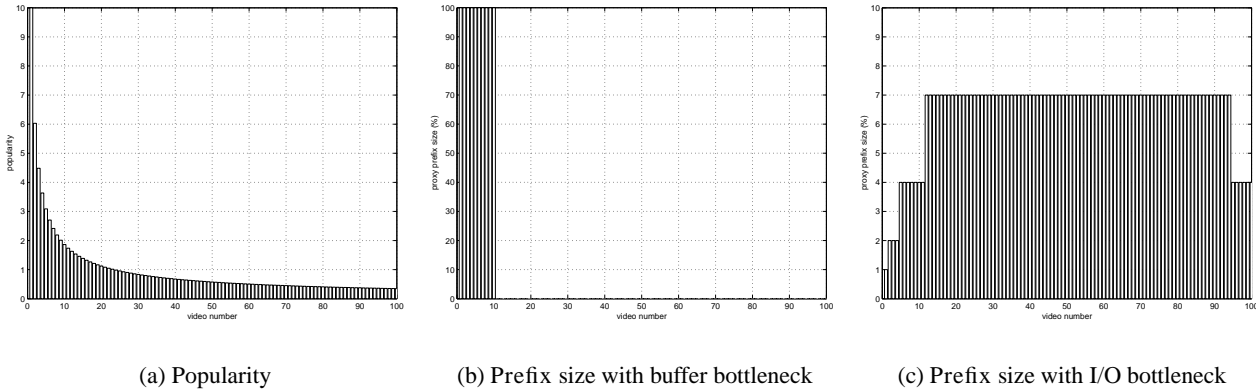 10
9
8
7
6
5
4
3
2
1
0
popularity
0 10 20 30 40 50 60 70 80 90 100
video number
(a) Popularity
100
90
80
70
60
50
40
30
20
10
0
proxy prefix size (%)
0 10 20 30 40 50 60 70 80 90 100
video number
(b) Prefix size with buffer bottleneck
10
9
8
7
6
5
4
3
2
1
0
proxy prefix size (%)
0 10 20 30 40 50 60 70 80 90 100
video number
(c) Prefix size with I/O bottleneck